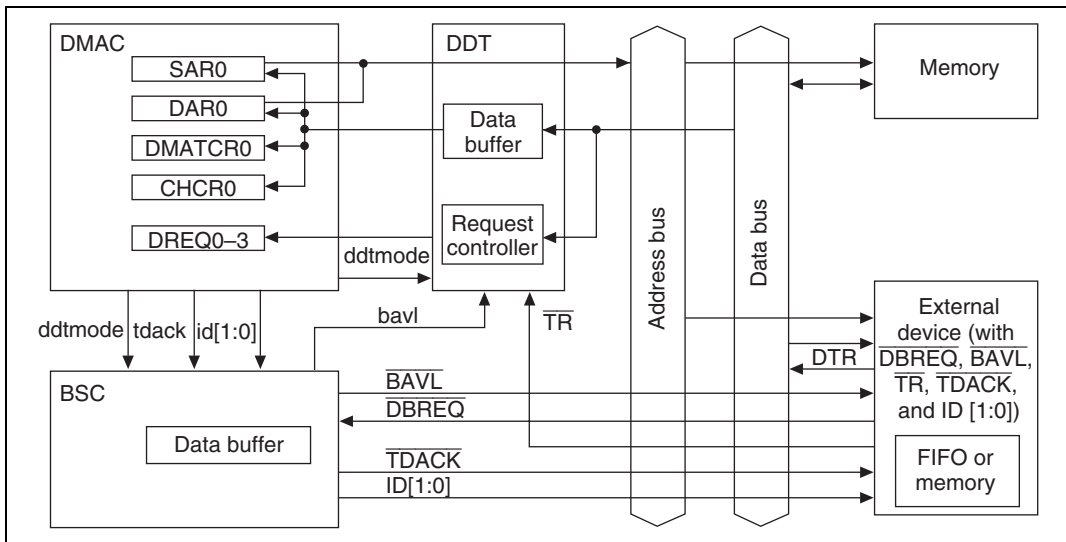 DMAC
SAR0
DAR0
DMATCR0
CHCR0
DREQ0–3
DDT
Data
buffer
Request
controller
ddtmode
bavl
TR
Address bus
Data bus
Memory
ddtmode
tdack
id[1:0]
BSC
Data buffer
BAVL
DBREQ
TDACK
ID[1:0]
DTR
External
device (with
DBREQ, BAVL,
TR, TDACK,
and ID [1:0])
FIFO or
memory